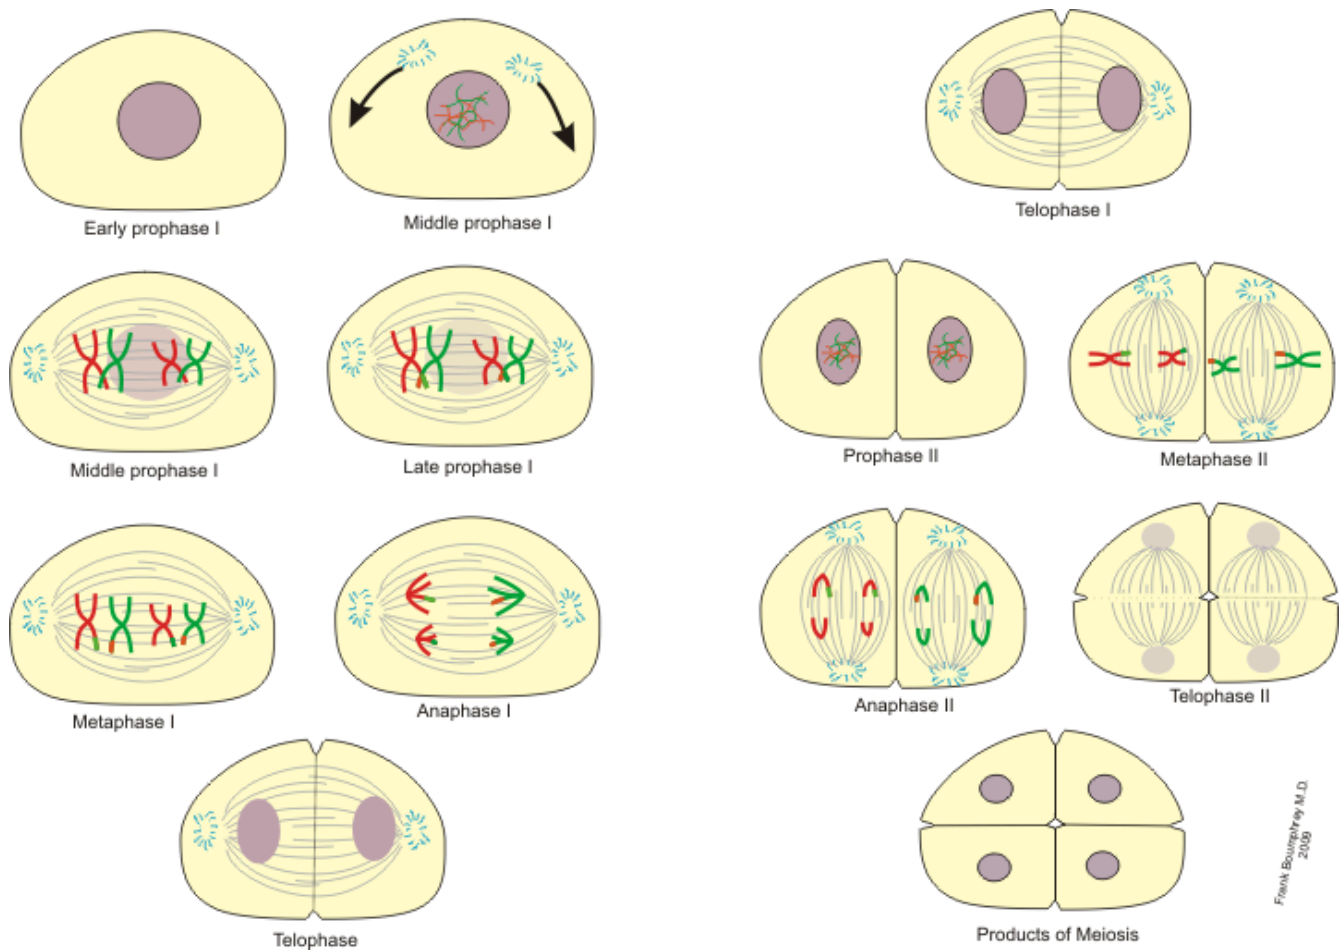 Early prophase I
Middle prophase I
Middle prophase I
Late prophase I
Metaphase I
Anaphase I
Telophase
Telophase I
Prophase II
Metaphase II
Anaphase II
Telophase II
Products of Meiosis
Frank Boumphrey M.D.
2009